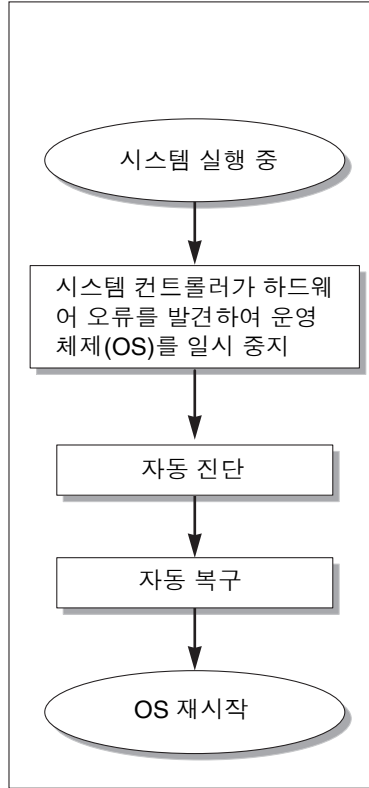 시스템 실행 중
시스템 컨트롤러가 하드웨
어 오류를 발견하여 운영
체제(OS)를 일시 중지
자동 진단
자동 복구
OS 재시작